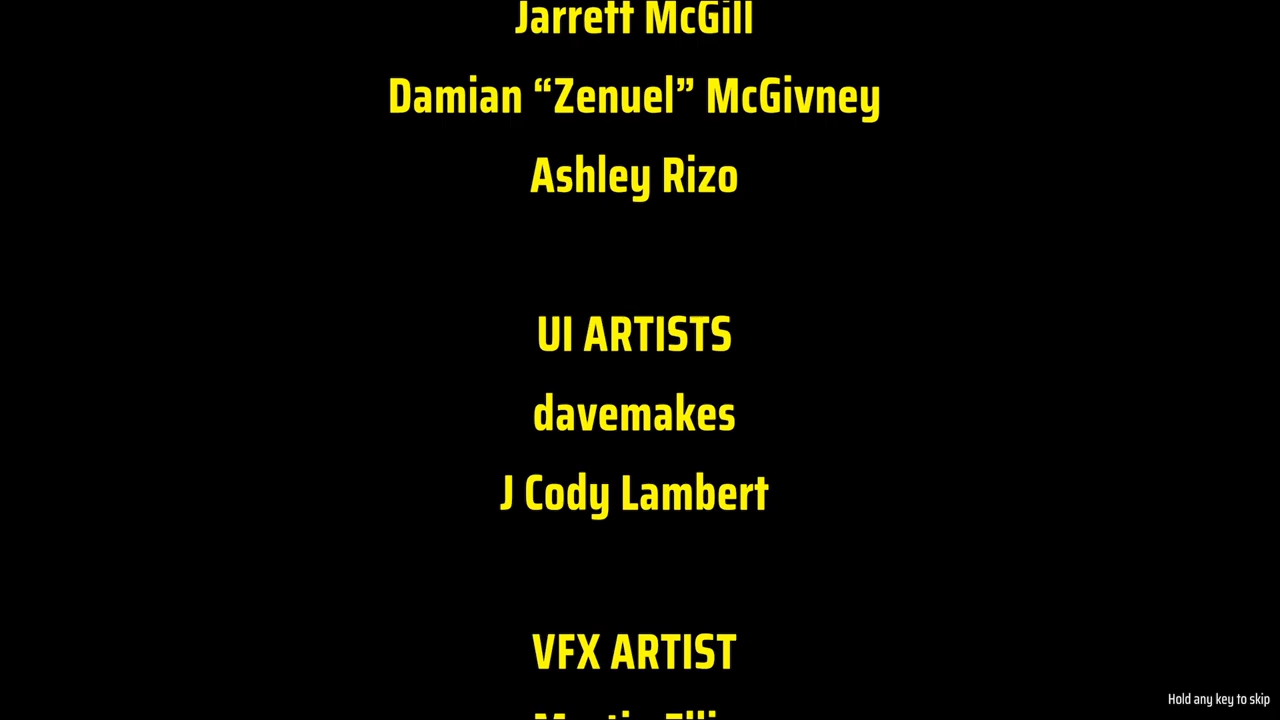 Jarrett McGill
Damian “Zenuel” McGivney
Ashley Rizo
UI ARTISTS
davemakes
J Cody Lambert
VFX ARTIST
Hold any key to skip